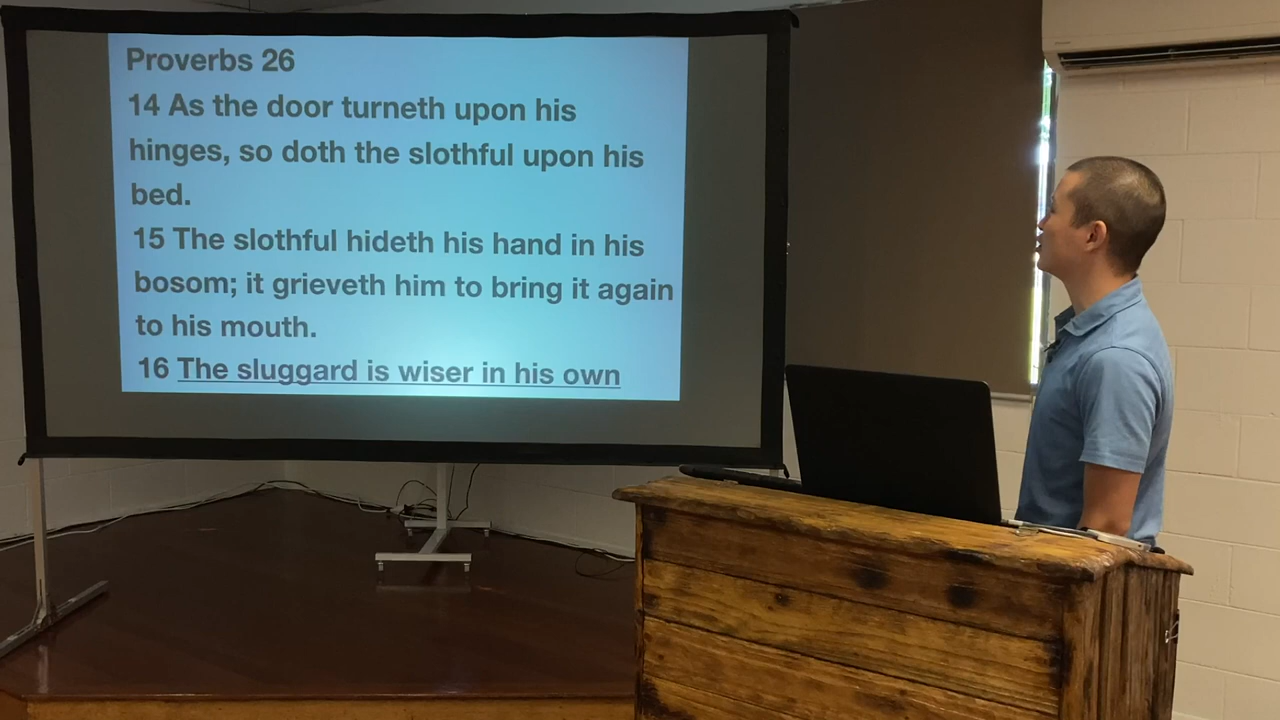 Proverbs 26
14 As the door turneth upon his
hinges, so doth the slothful upon his
bed.
15 The slothful hideth his hand in his
bosom; it grieveth him to bring it again
to his mouth.
16 The sluggard is wiser in his own